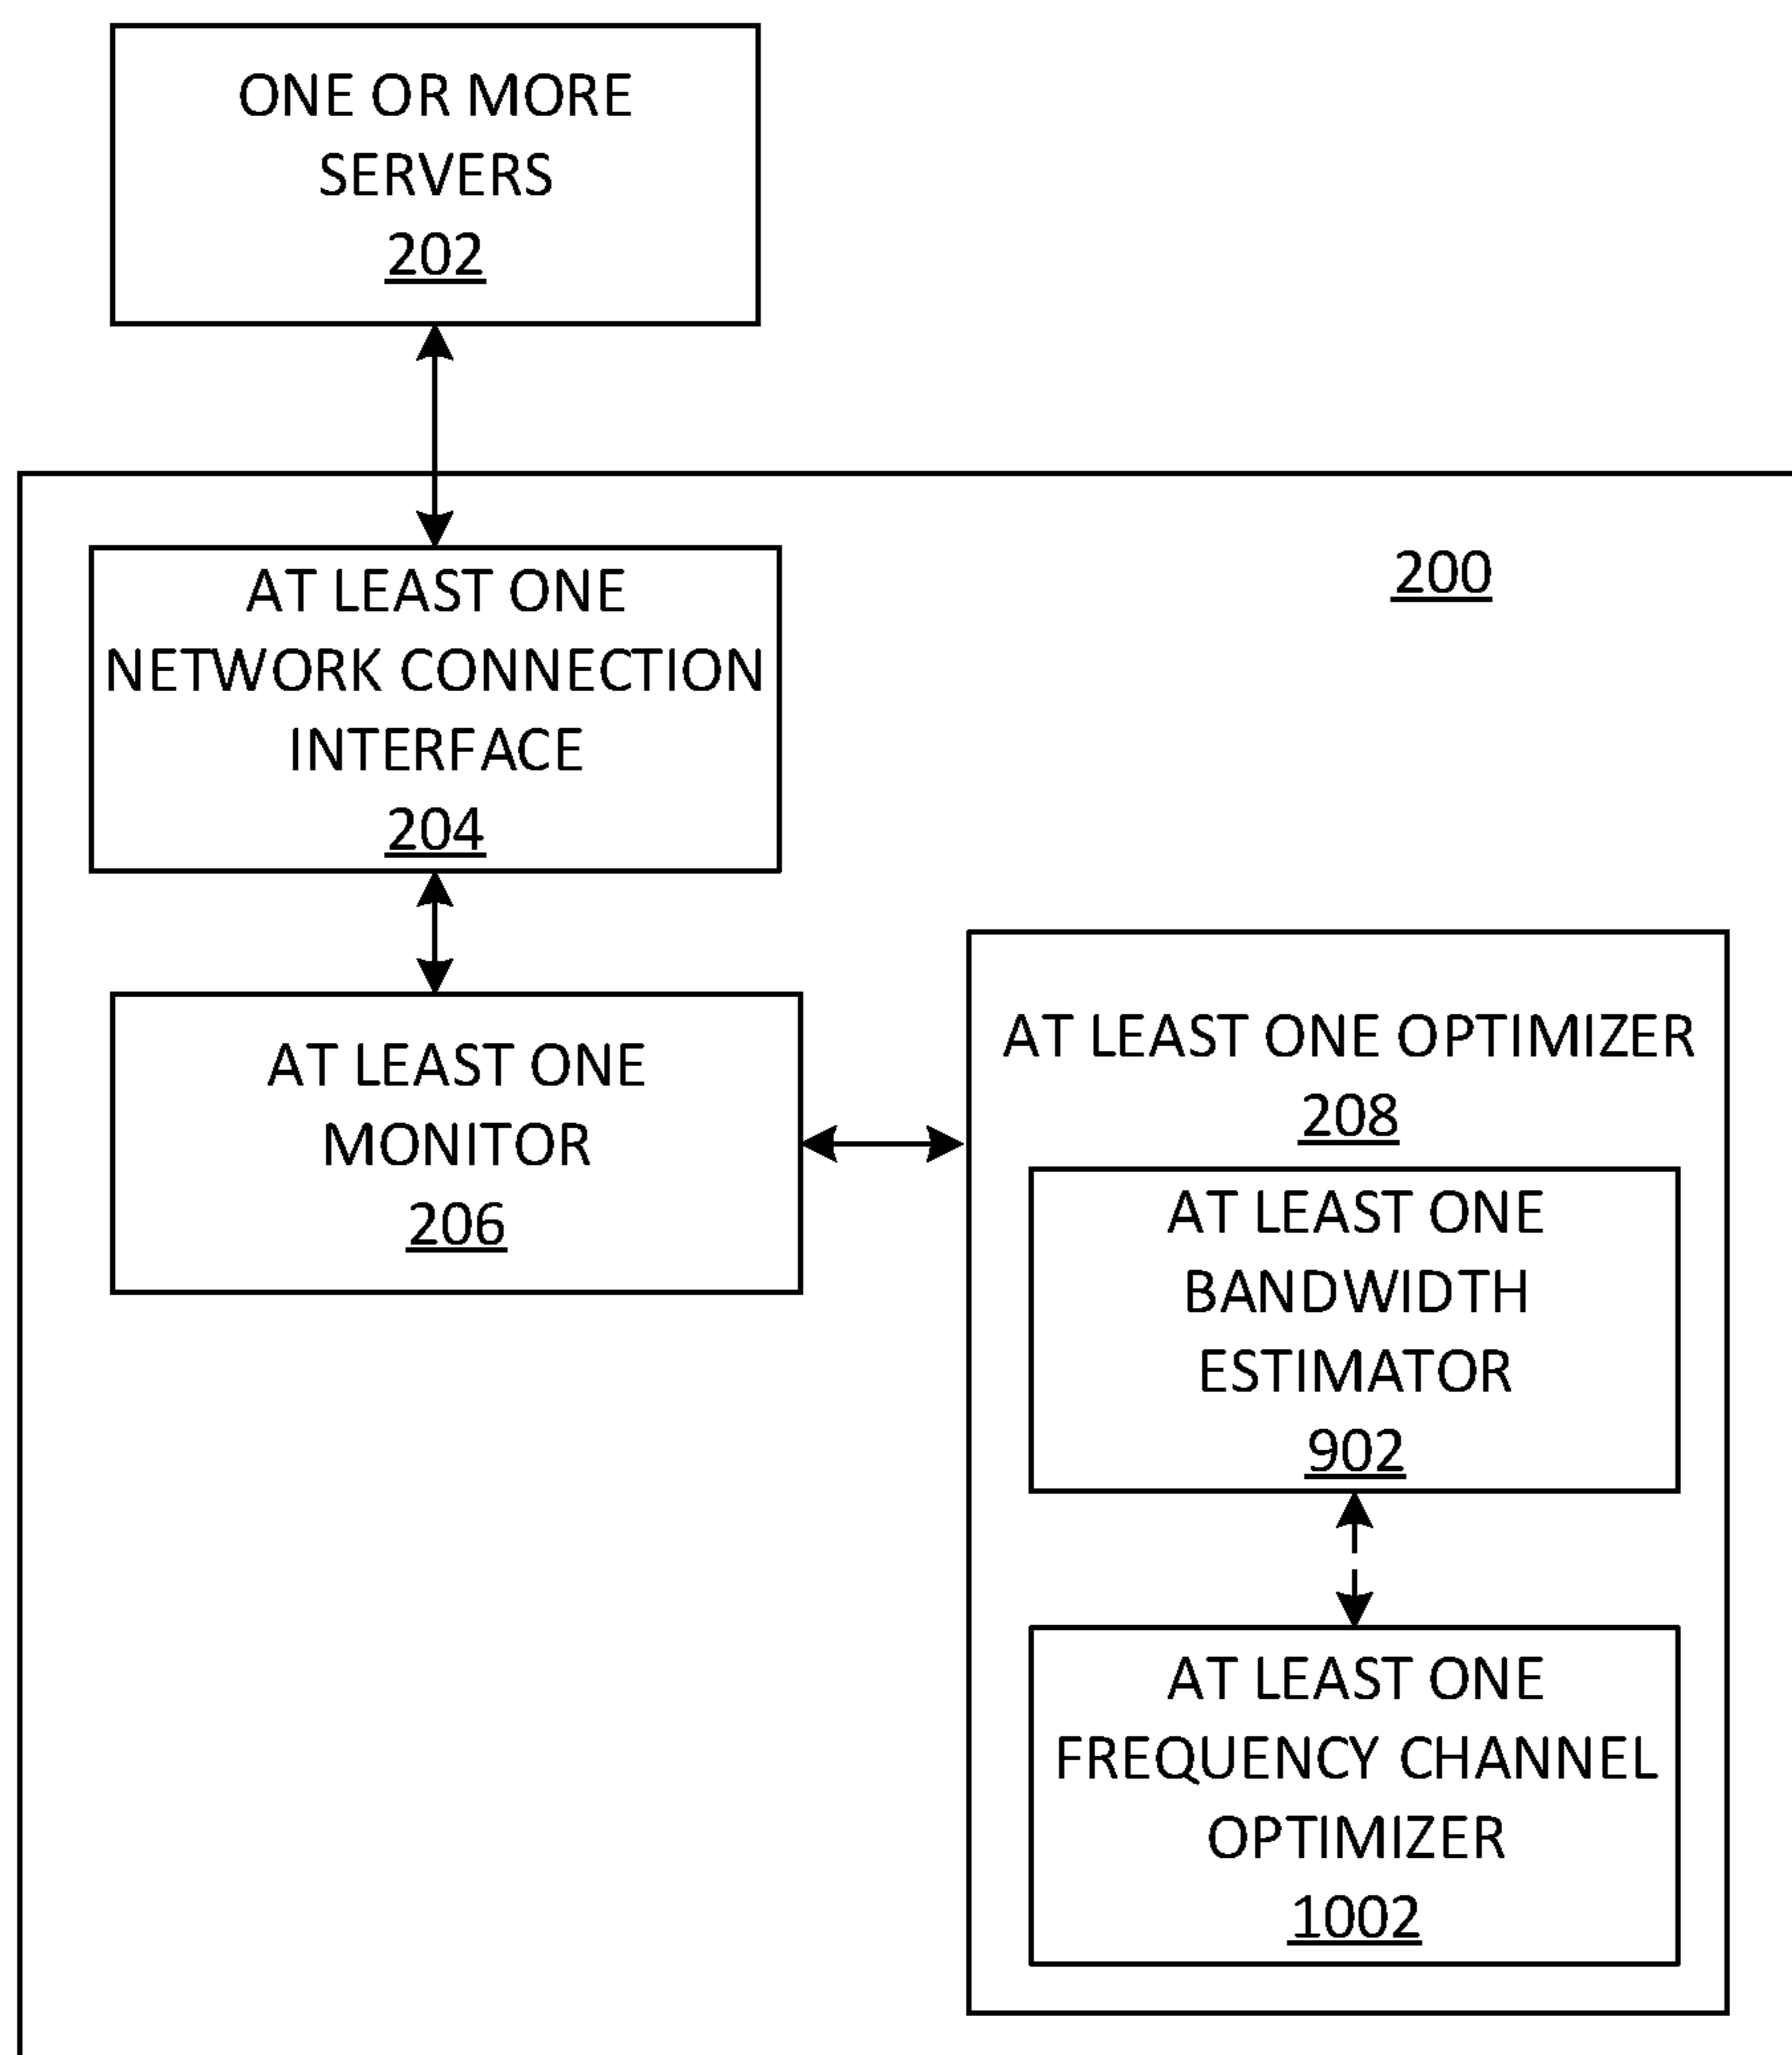 ONE OR MORE
SERVERS
202
200
AT LEAST ONE
NETWORK CONNECTION
INTERFACE
204
AT LEAST ONE
MONITOR
206
AT LEAST ONE OPTIMIZER
208
AT LEAST ONE
BANDWIDTH
ESTIMATOR
902
AT LEAST ONE
FREQUENCY CHANNEL
OPTIMIZER
1002